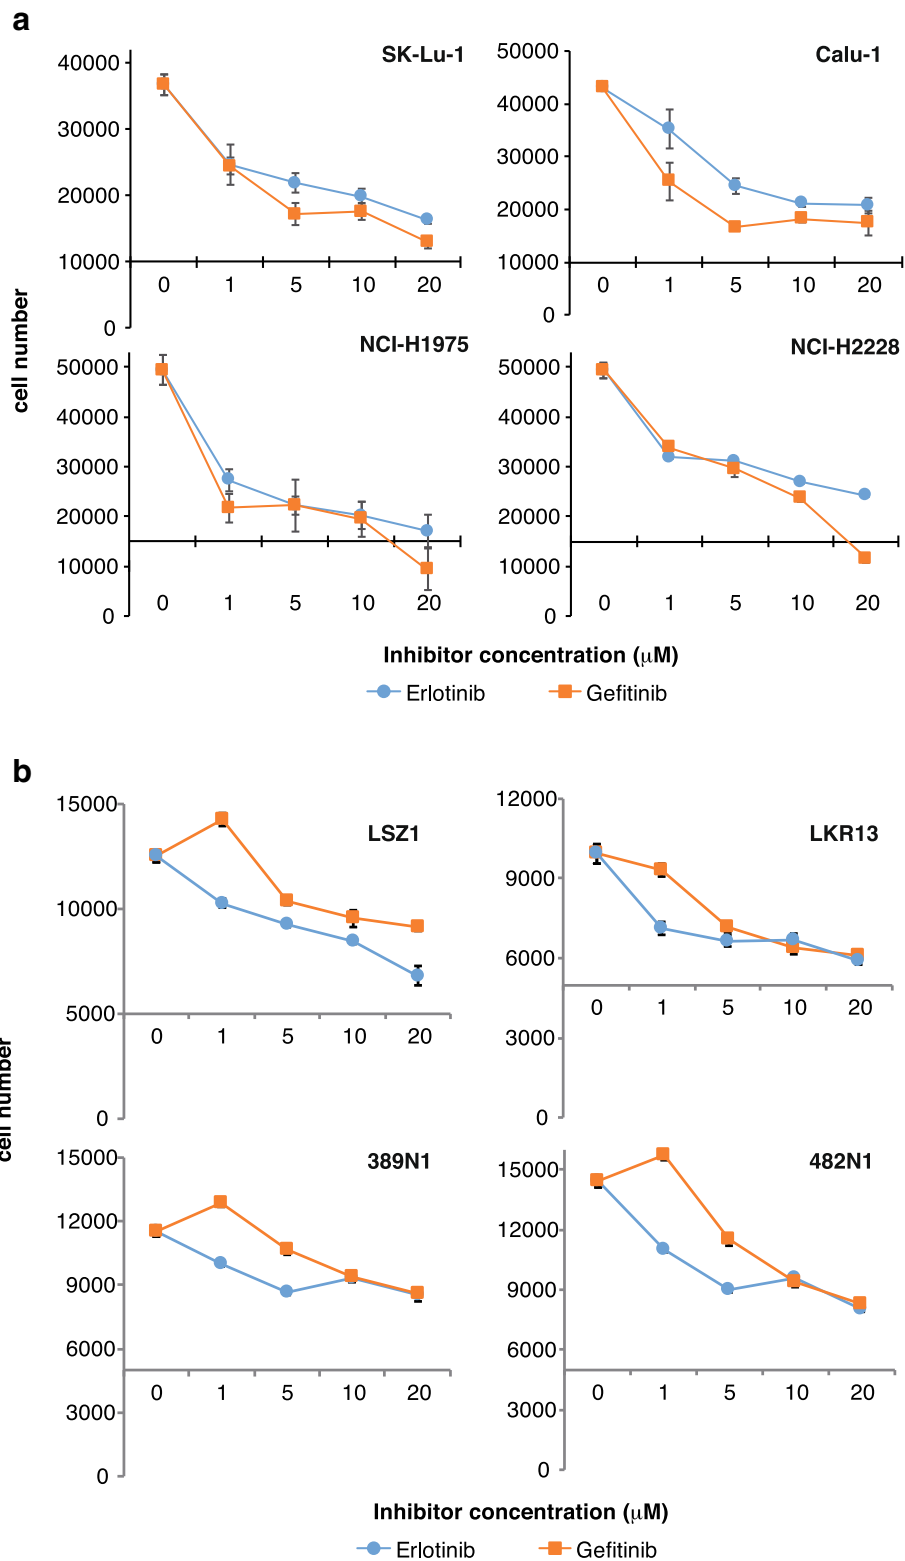 a
SK-Lu-1
40000
30000
20000
10000
0
0 1 5 10 20
Calu-1
50000
40000
30000
20000
10000
0
0 1 5 10 20
cell number
NCI-H1975
50000
40000
30000
20000
10000
0
0 1 5 10 20
NCI-H2228
50000
40000
30000
20000
10000
0
0 1 5 10 20
Inhibitor concentration (μM)
Erlotinib Gefitinib
b
LSZ1
15000
10000
5000
0
0 1 5 10 20
LKR13
12000
9000
6000
3000
0
0 1 5 10 20
cell number
389N1
15000
12000
9000
6000
3000
0
0 1 5 10 20
482N1
15000
12000
9000
6000
3000
0
0 1 5 10 20
Inhibitor concentration (μM)
Erlotinib Gefitinib